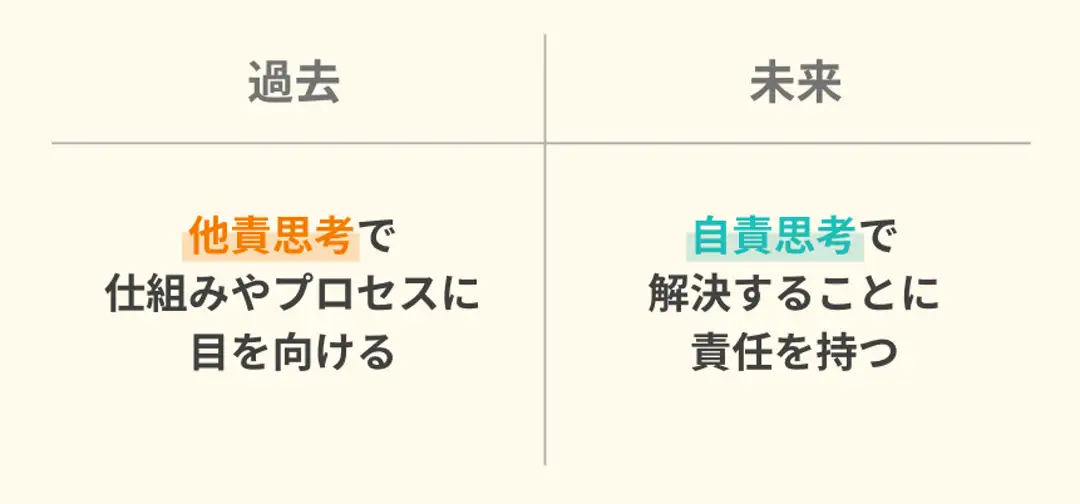 過去
未来
他責思考で
仕組みやプロセスに
目を向ける
自責思考で
解決することに
責任を持つ